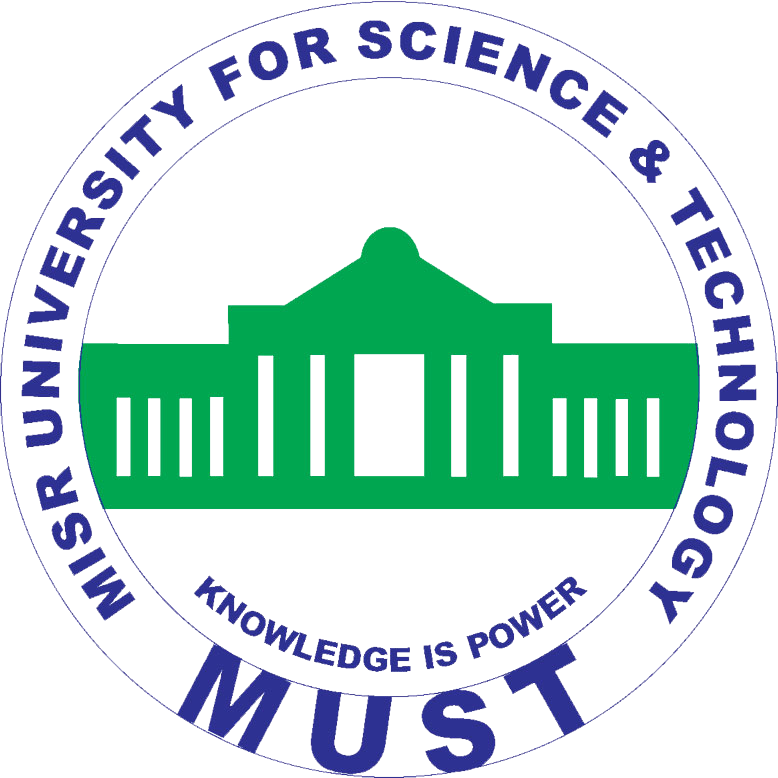 MISR UNIVERSITY FOR SCIENCE & TECHNOLOGY
KNOWLEDGE IS POWER
MUST